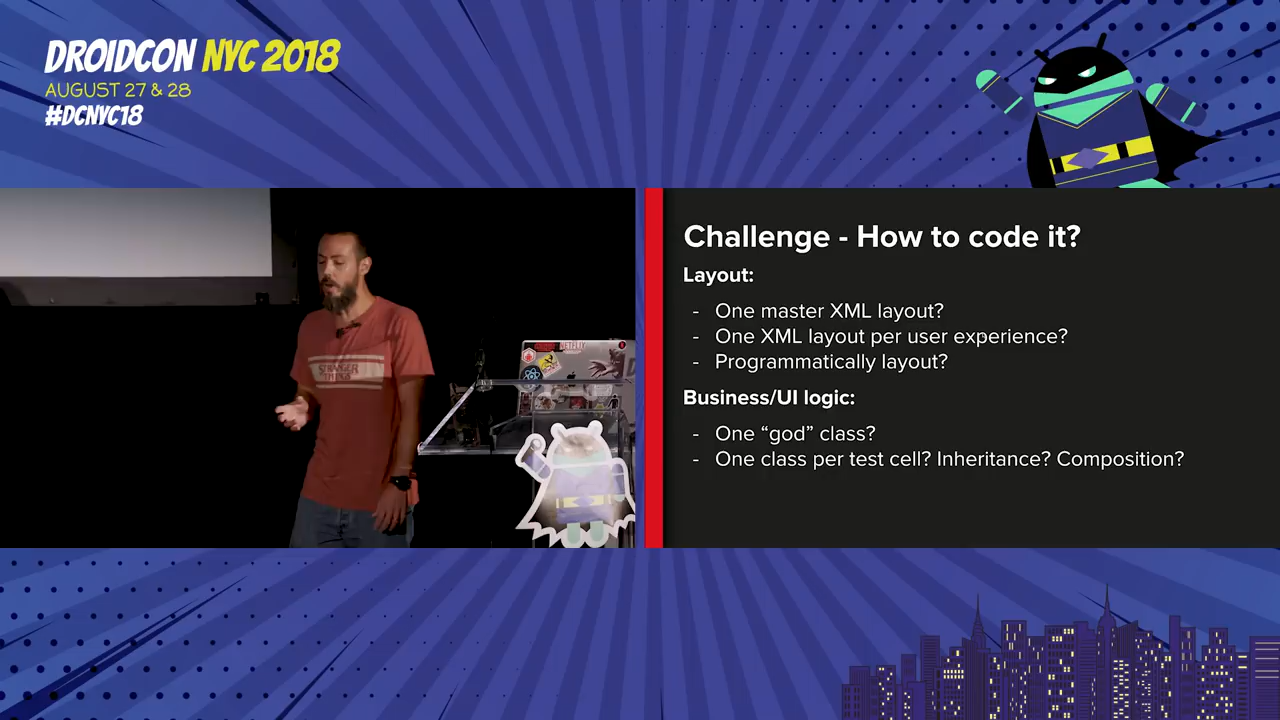 DROIDCON NYC 2018
AUGUST 27 & 28
#DCNYC18
STRANGER
THINGS
NETFLIX
Challenge - How to code it?
Layout:
- One master XML layout?
- One XML layout per user experience?
- Programmatically layout?
Business/UI logic:
- One “god” class?
- One class per test cell? Inheritance? Composition?